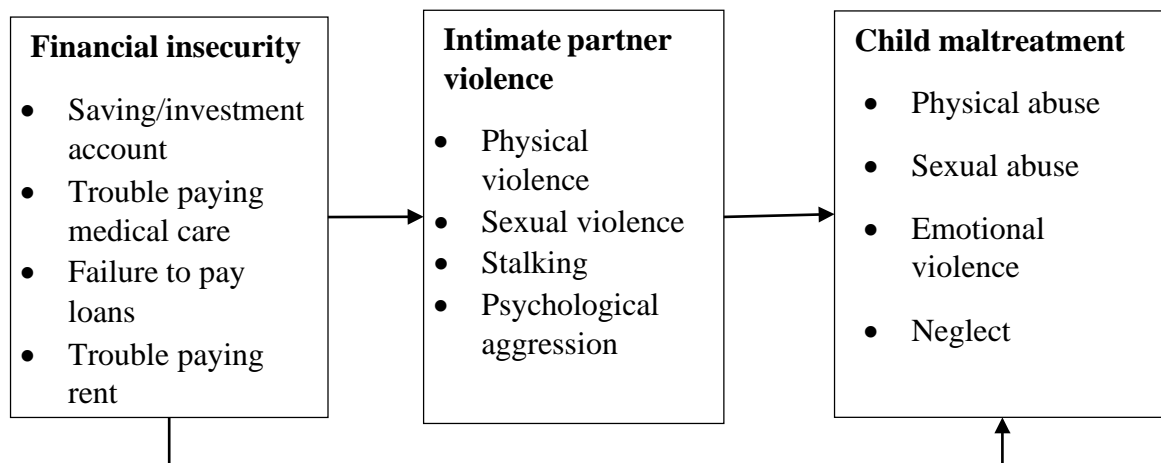 Financial insecurity
• Saving/investment
account
• Trouble paying
medical care
• Failure to pay
loans
• Trouble paying
rent
Intimate partner
violence
• Physical
violence
• Sexual violence
• Stalking
• Psychological
aggression
Child maltreatment
• Physical abuse
• Sexual abuse
• Emotional
violence
• Neglect